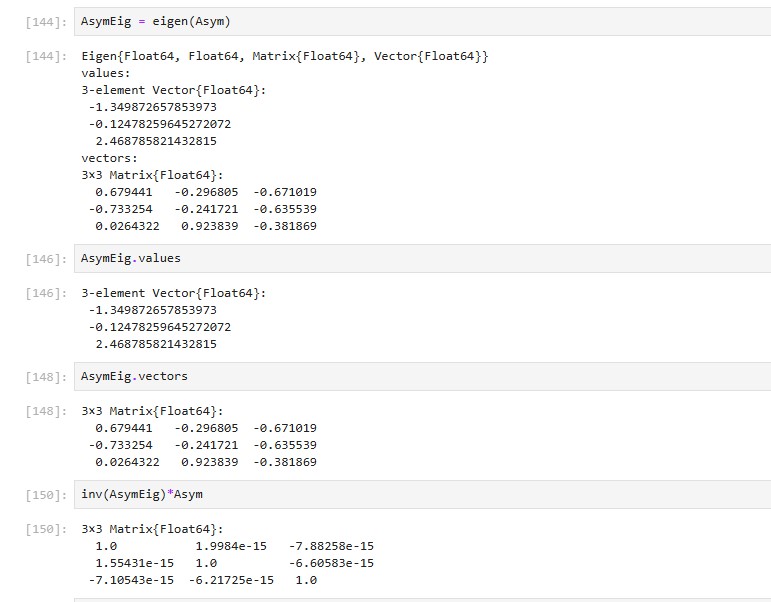 [144]: AsymEig = eigen(Asym)
[144]: Eigen{Float64, Float64, Matrix{Float64}, Vector{Float64}}
values:
3-element Vector{Float64}:
 -1.349872657853973
 -0.12478259645272072
  2.468785821432815
vectors:
3×3 Matrix{Float64}:
  0.679441   -0.296805  -0.671019
 -0.733254   -0.241721  -0.635539
  0.0264322   0.923839  -0.381869
[146]: AsymEig.values
[146]: 3-element Vector{Float64}:
 -1.349872657853973
 -0.12478259645272072
  2.468785821432815
[148]: AsymEig.vectors
[148]: 3×3 Matrix{Float64}:
  0.679441   -0.296805  -0.671019
 -0.733254   -0.241721  -0.635539
  0.0264322   0.923839  -0.381869
[150]: inv(AsymEig)*Asym
[150]: 3×3 Matrix{Float64}:
  1.0           1.9984e-15   -7.88258e-15
  1.55431e-15   1.0          -6.60583e-15
 -7.10543e-15  -6.21725e-15   1.0